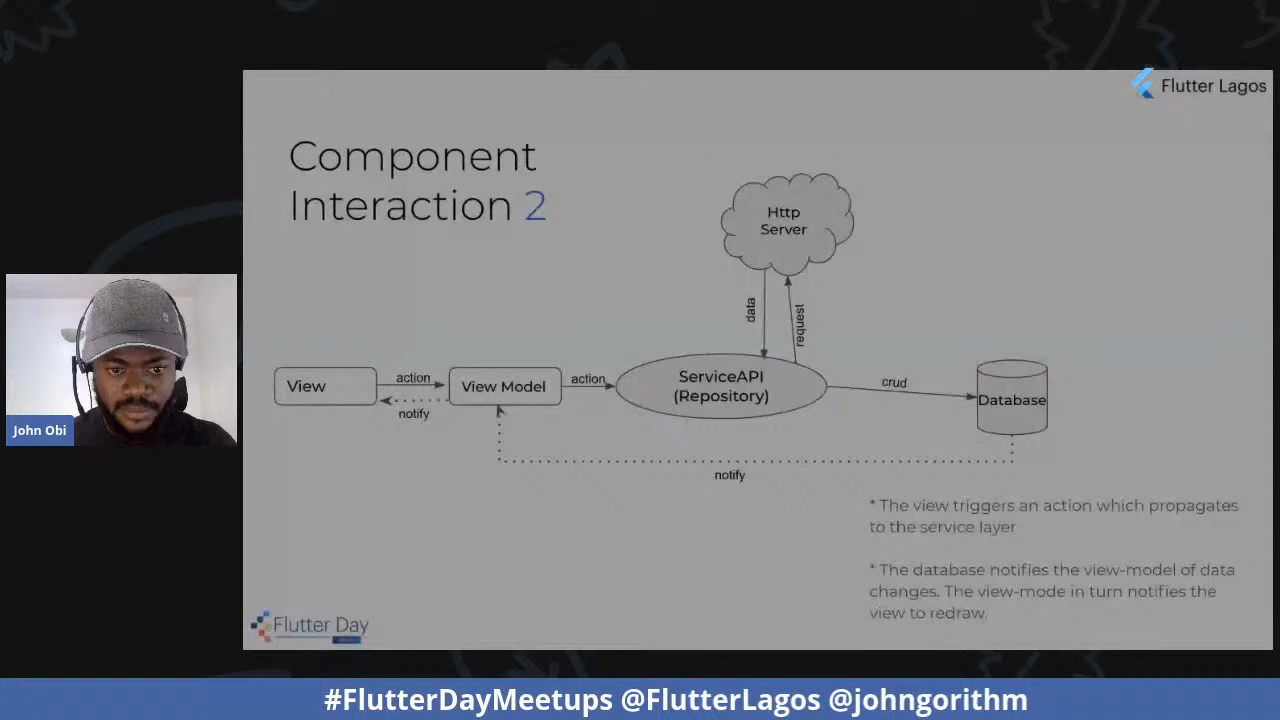 Flutter Lagos
Component
Interaction 2
Http
Server
data
request
View
action
notify
View Model
action
ServiceAPI
(Repository)
crud
Database
notify
John Obi
* The view triggers an action which propagates
to the service layer
* The database notifies the view-model of data
changes. The view-mode in turn notifies the
view to redraw.
Flutter Day
#FlutterDayMeetups @FlutterLagos @johngorithm